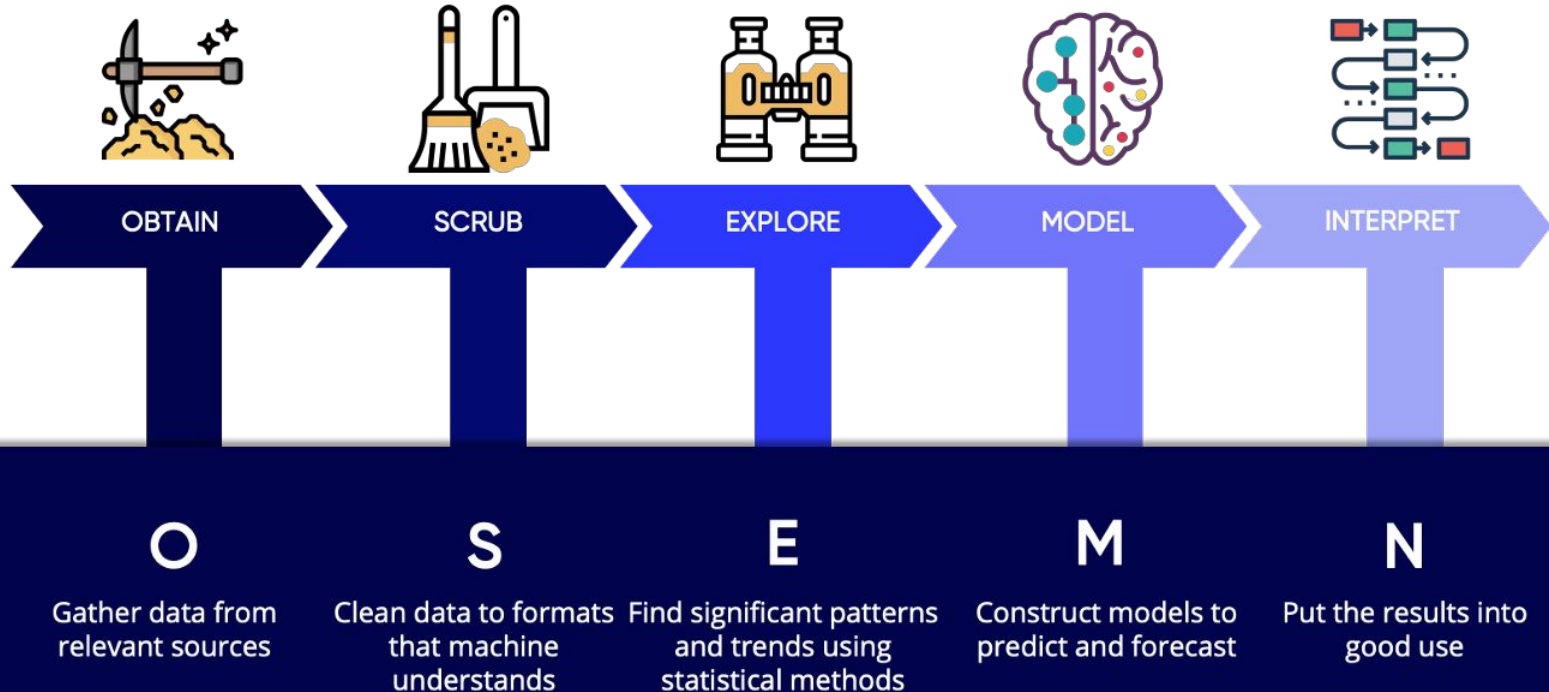 OBTAIN
SCRUB
EXPLORE
MODEL
INTERPRET
O
Gather data from
relevant sources
S
Clean data to formats
that machine
understands
E
Find significant patterns
and trends using
statistical methods
M
Construct models to
predict and forecast
N
Put the results into
good use